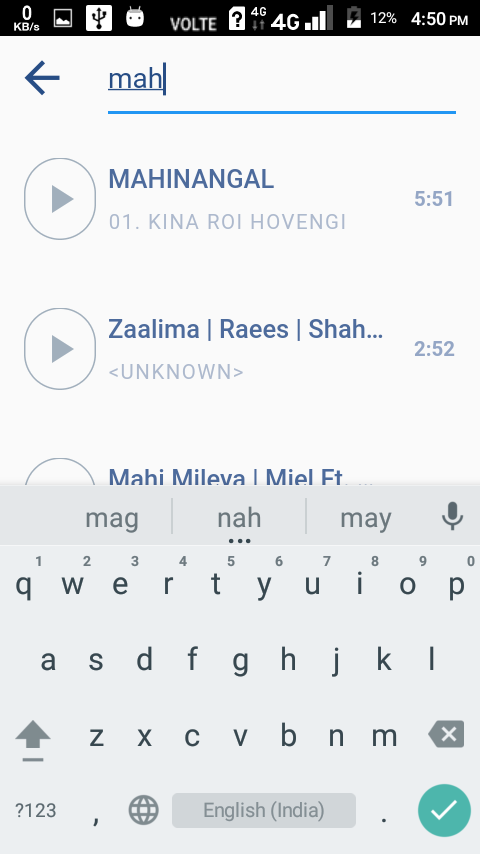 0 KB/s VOLTE 4G 4G 12% 4:50 PM
mah
MAHINANGAL 5:51
01. KINA ROI HOVENGI
Zaalima | Raees | Shah... 2:52
<UNKNOWN>
Mahi Mileya | Miel Ft. ...
mag nah may
1 2 3 4 5 6 7 8 9 0
q w e r t y u i o p
a s d f g h j k l
z x c v b n m
?123 , English (India) .